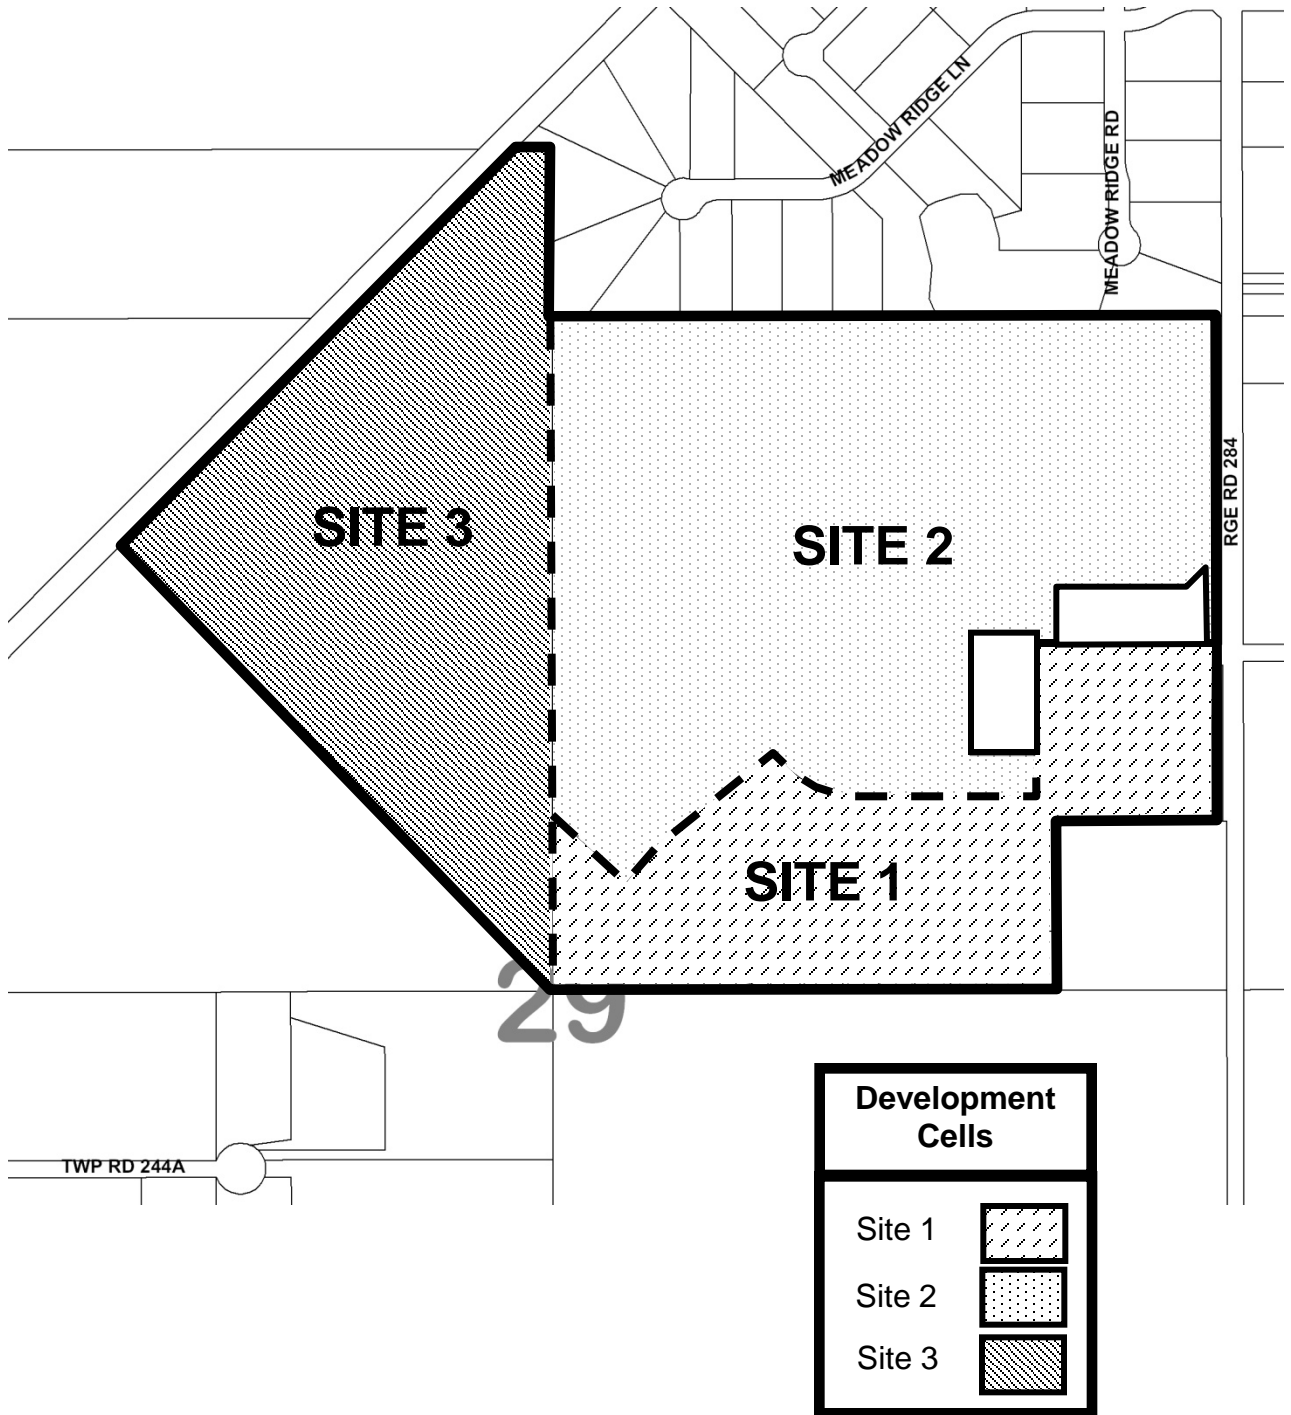 MEADOW RIDGE LN
MEADOW RIDGE RD
RGE RD 284
SITE 3
SITE 2
SITE 1
29
TWP RD 244A
Development
Cells
Site 1
Site 2
Site 3